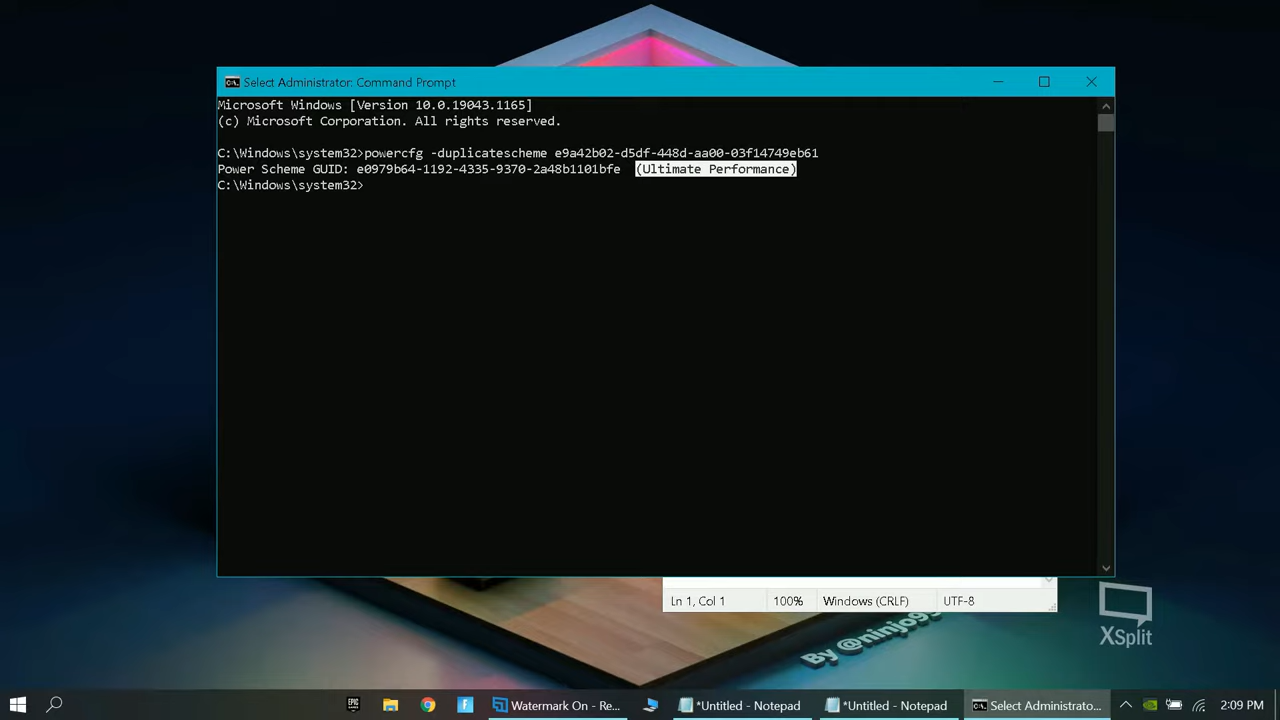 Select Administrator: Command Prompt
Microsoft Windows [Version 10.0.19043.1165]
(c) Microsoft Corporation. All rights reserved.
C:\Windows\system32>powercfg -duplicatescheme e9a42b02-d5df-448d-aa00-03f14749eb61
Power Scheme GUID: e0979b64-1192-4335-9370-2a48b1101bfe  (Ultimate Performance)
C:\Windows\system32>
Ln 1, Col 1 100% Windows (CRLF) UTF-8
XSplit
By
EPIC GAMES Watermark On - Re... *Untitled - Notepad *Untitled - Notepad Select Administrato... 2:09 PM